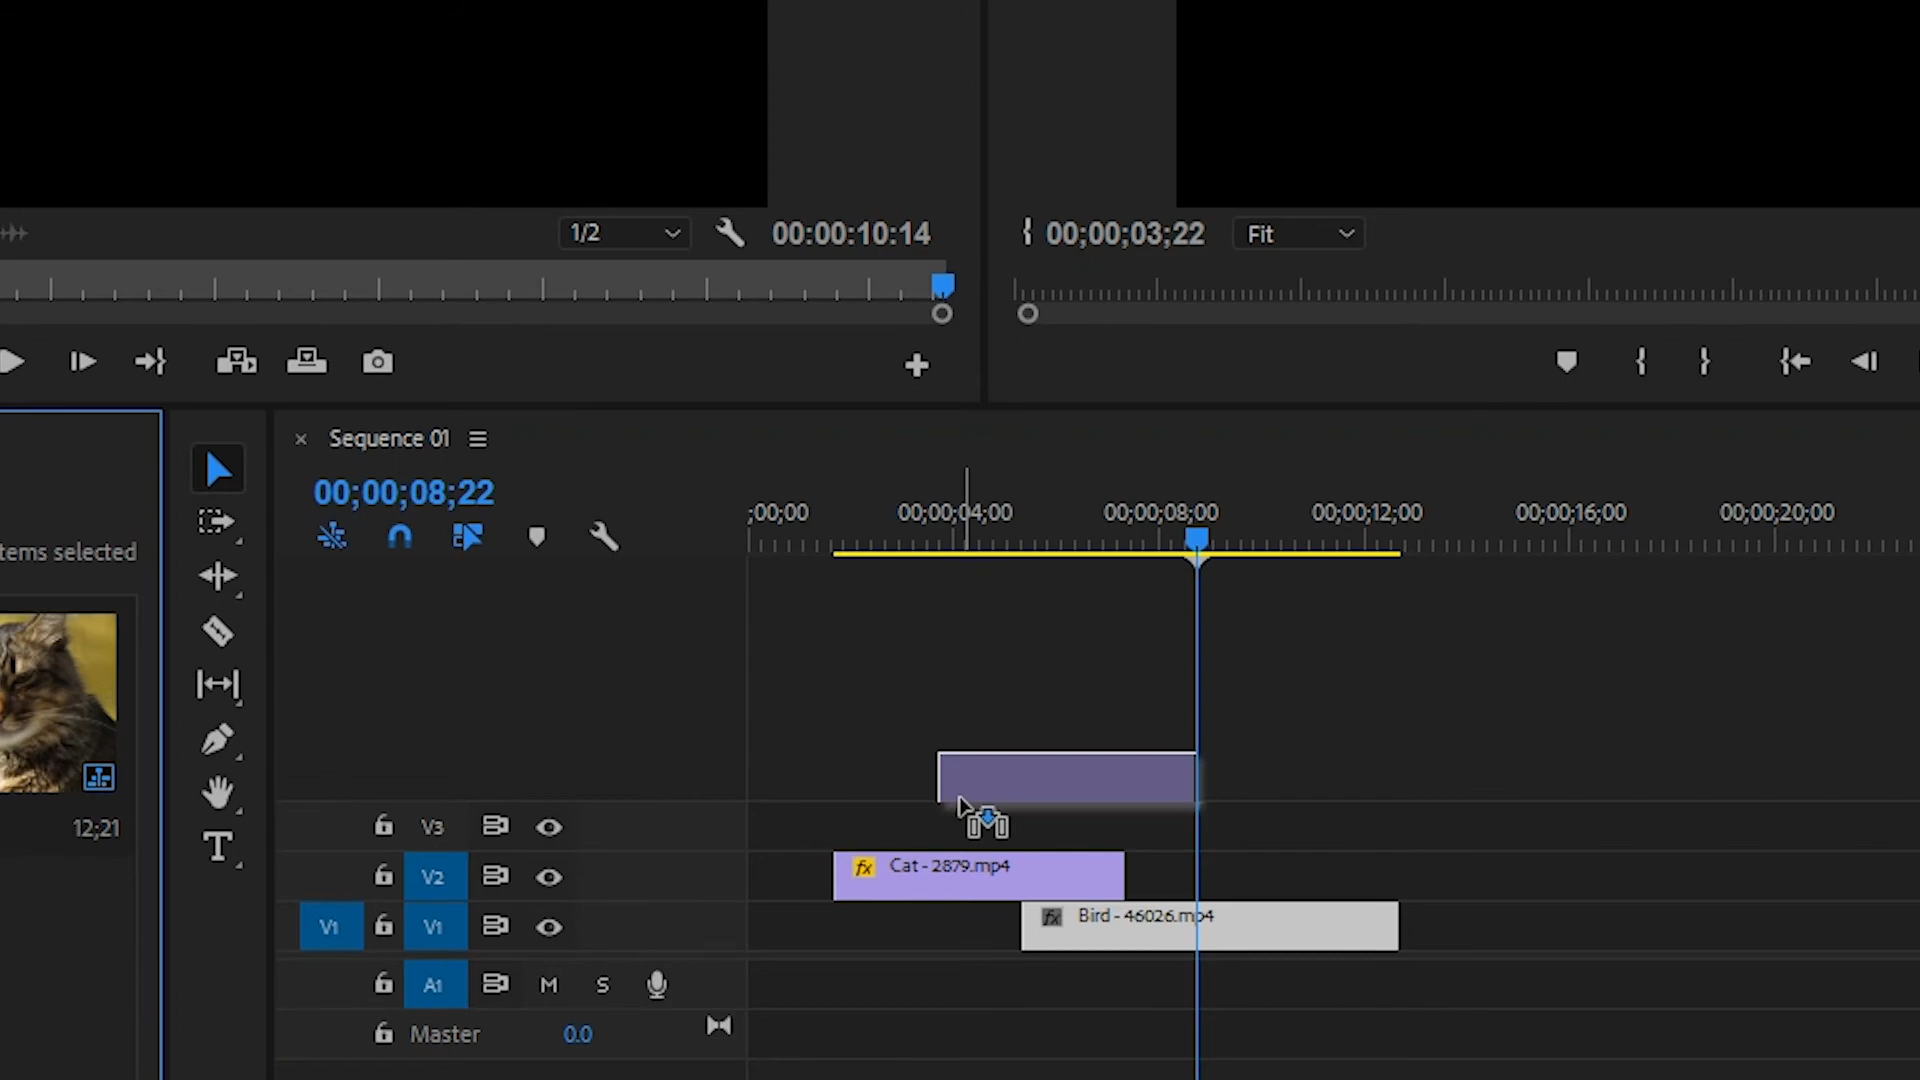 1/2
00:00:10:14
00;00;03;22
Fit
Sequence 01
00;00;08;22
;00;00
00;00;04;00
00;00;08;00
00;00;12;00
00;00;16;00
00;00;20;00
tems selected
12;21
T
V3
V2
fx Cat - 2879.mp4
V1
V1
fx Bird - 46026.mp4
A1
M
S
Master
0.0